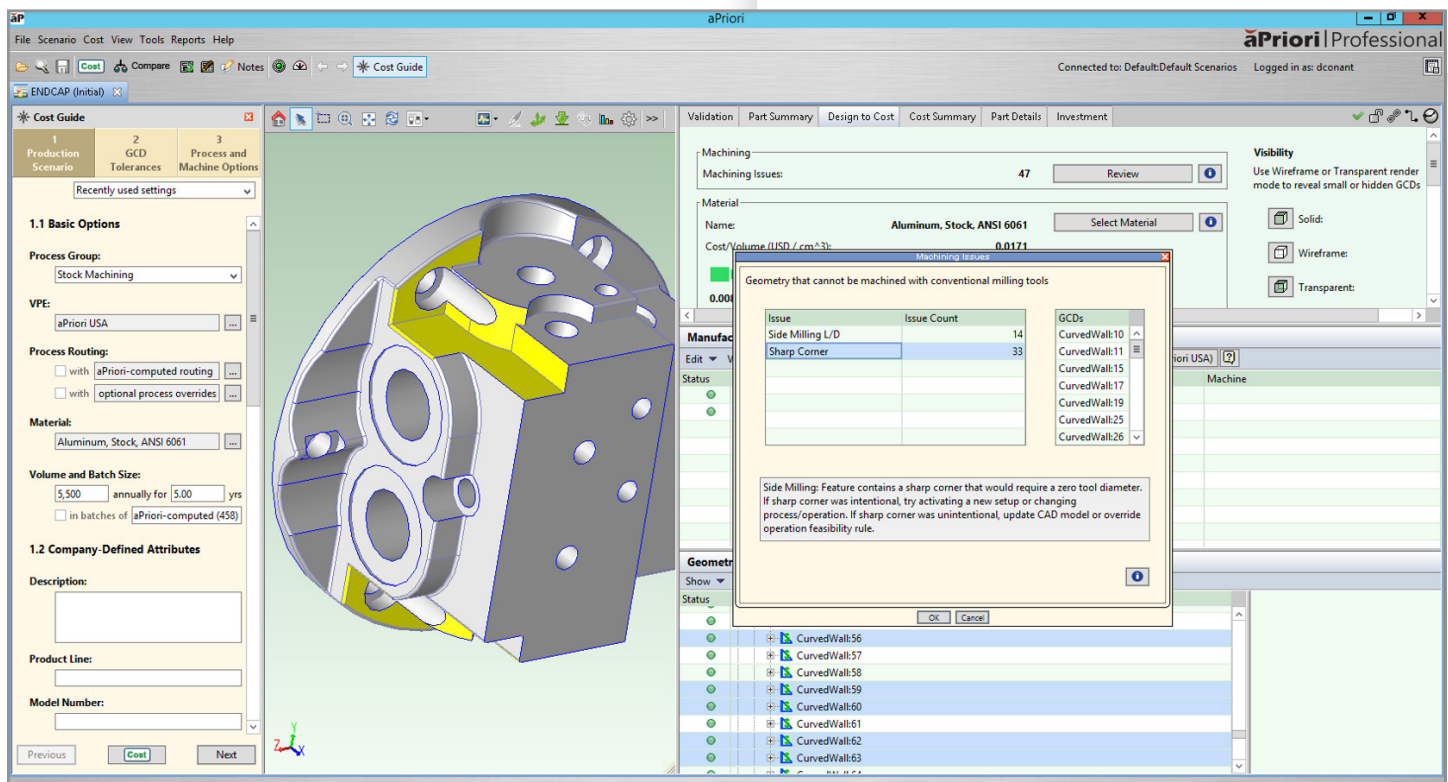 aP
aPriori
File Scenario Cost View Tools Reports Help
āPriori | Professional
Cost Compare Notes Cost Guide
Connected to: Default:Default Scenarios Logged in as: dconant
ENDCAP (Initial)
Cost Guide
1 Production Scenario
2 GCD Tolerances
3 Process and Machine Options
Recently used settings
1.1 Basic Options
Process Group:
Stock Machining
VPE:
aPriori USA ...
Process Routing:
with aPriori-computed routing ...
with optional process overrides ...
Material:
Aluminum, Stock, ANSI 6061 ...
Volume and Batch Size:
5,500 annually for 5.00 yrs
in batches of aPriori-computed (458)
1.2 Company-Defined Attributes
Description:
Product Line:
Model Number:
Previous Cost Next
>>
Y
Z X
Validation Part Summary Design to Cost Cost Summary Part Details Investment
Machining
Machining Issues: 47 Review
Material
Name: Aluminum, Stock, ANSI 6061 Select Material
Cost/Volume (USD / cm^3): 0.0171
0.008
Visibility
Use Wireframe or Transparent render
mode to reveal small or hidden GCDs
Solid:
Wireframe:
Transparent:
Machining Issues
Geometry that cannot be machined with conventional milling tools
Issue Issue Count
Side Milling L/D 14
Sharp Corner 33
GCDs
CurvedWall:10
CurvedWall:11
CurvedWall:15
CurvedWall:17
CurvedWall:19
CurvedWall:25
CurvedWall:26
Side Milling: Feature contains a sharp corner that would require a zero tool diameter.
If sharp corner was intentional, try activating a new setup or changing
process/operation. If sharp corner was unintentional, update CAD model or override
operation feasibility rule.
OK Cancel
Manufac
Edit V iori USA)
Status Machine
Geometr
Show
Status
CurvedWall:56
CurvedWall:57
CurvedWall:58
CurvedWall:59
CurvedWall:60
CurvedWall:61
CurvedWall:62
CurvedWall:63